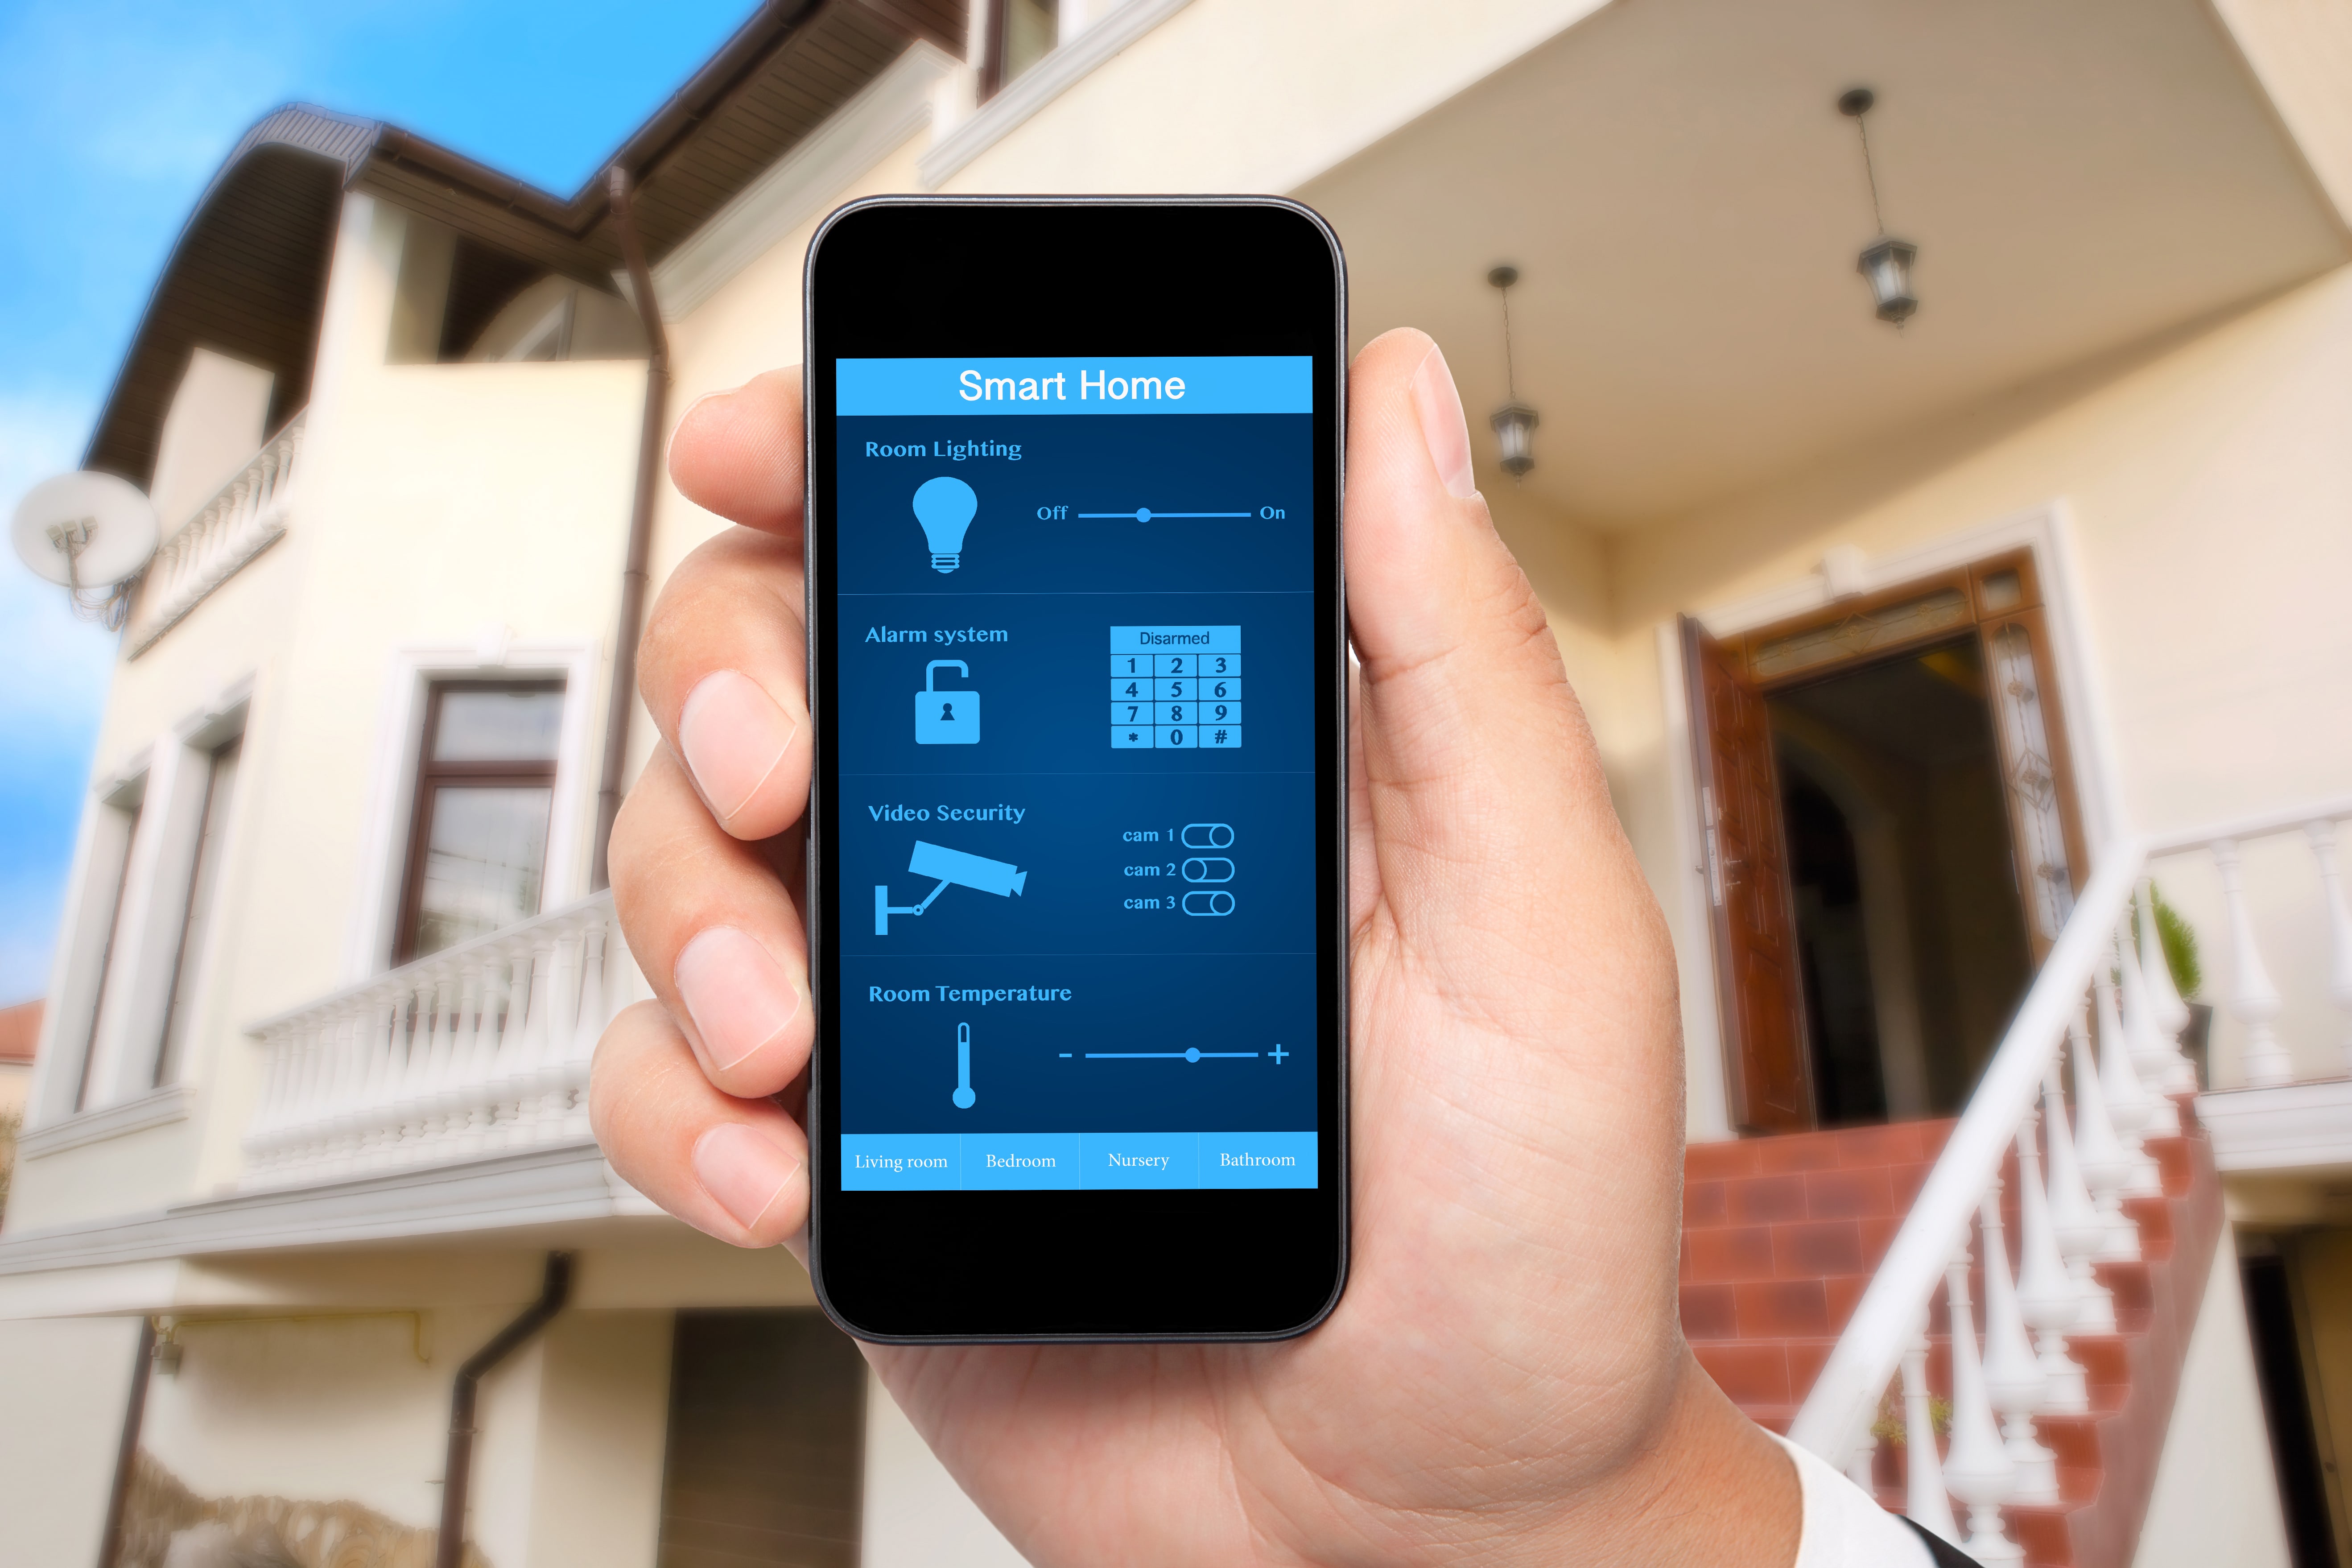 Smart Home
Room Lighting
Off On
Alarm system
Disarmed
1 2 3
4 5 6
7 8 9
* 0 #
Video Security
cam 1
cam 2
cam 3
Room Temperature
- +
Living room Bedroom Nursery Bathroom